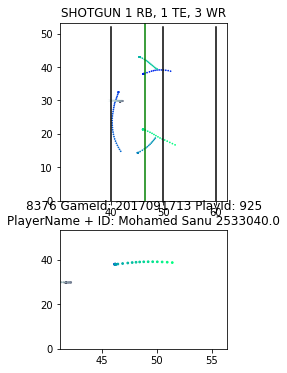 SHOTGUN 1 RB, 1 TE, 3 WR
50
40
30
20
10
0
40 50 60
8376 GameId: 2017091713 PlayId: 925
PlayerName + ID: Mohamed Sanu 2533040.0
40
20
0
45 50 55